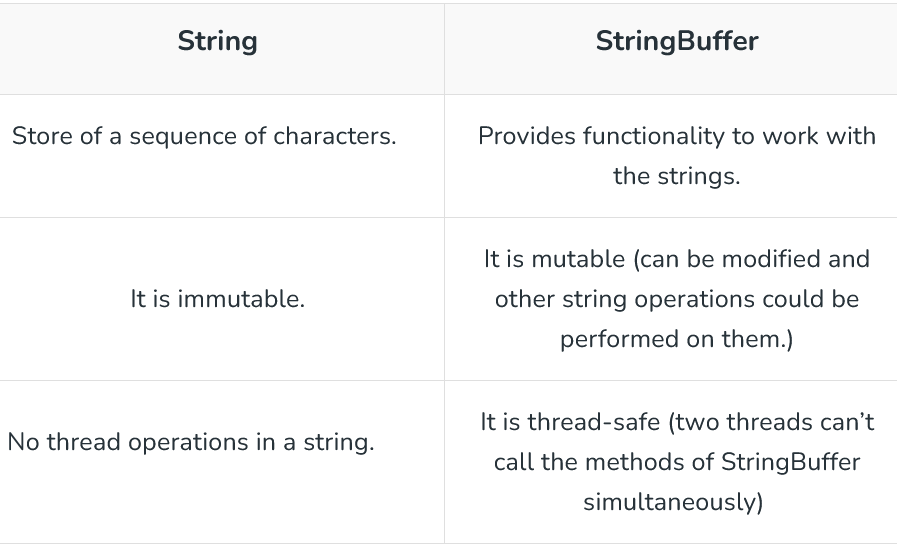 String
StringBuffer
Store of a sequence of characters.
Provides functionality to work with
the strings.
It is immutable.
It is mutable (can be modified and
other string operations could be
performed on them.)
No thread operations in a string.
It is thread-safe (two threads can’t
call the methods of StringBuffer
simultaneously)